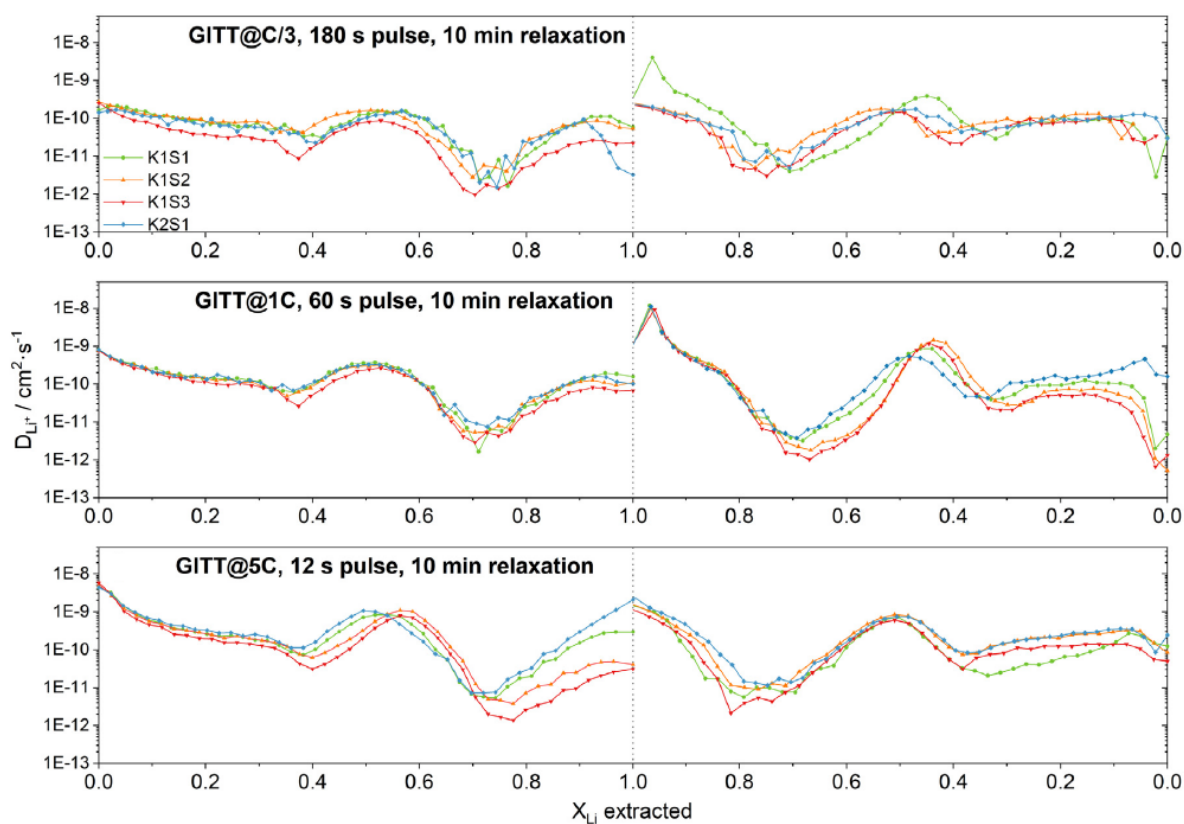 GITT@C/3, 180 s pulse, 10 min relaxation
1E-8
1E-9
1E-10
1E-11
1E-12
1E-13
K1S1
K1S2
K1S3
K2S1
0.0 0.2 0.4 0.6 0.8 1.0 0.8 0.6 0.4 0.2 0.0
GITT@1C, 60 s pulse, 10 min relaxation
1E-8
1E-9
1E-10
1E-11
1E-12
1E-13
D_Li+ / cm²·s⁻¹
0.0 0.2 0.4 0.6 0.8 1.0 0.8 0.6 0.4 0.2 0.0
GITT@5C, 12 s pulse, 10 min relaxation
1E-8
1E-9
1E-10
1E-11
1E-12
1E-13
0.0 0.2 0.4 0.6 0.8 1.0 0.8 0.6 0.4 0.2 0.0
X_Li extracted